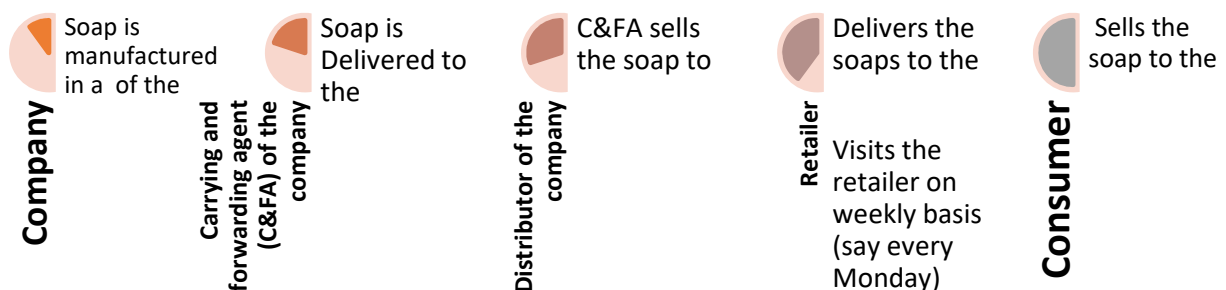 Soap is
manufactured
in a  of the
Company
Soap is
Delivered to
the
Carrying and
forwarding agent
(C&FA) of the
company
C&FA sells
the soap to
Distributor of the
company
Delivers the
soaps to the
Retailer
Visits the
retailer on
weekly basis
(say every
Monday)
Sells the
soap to the
Consumer